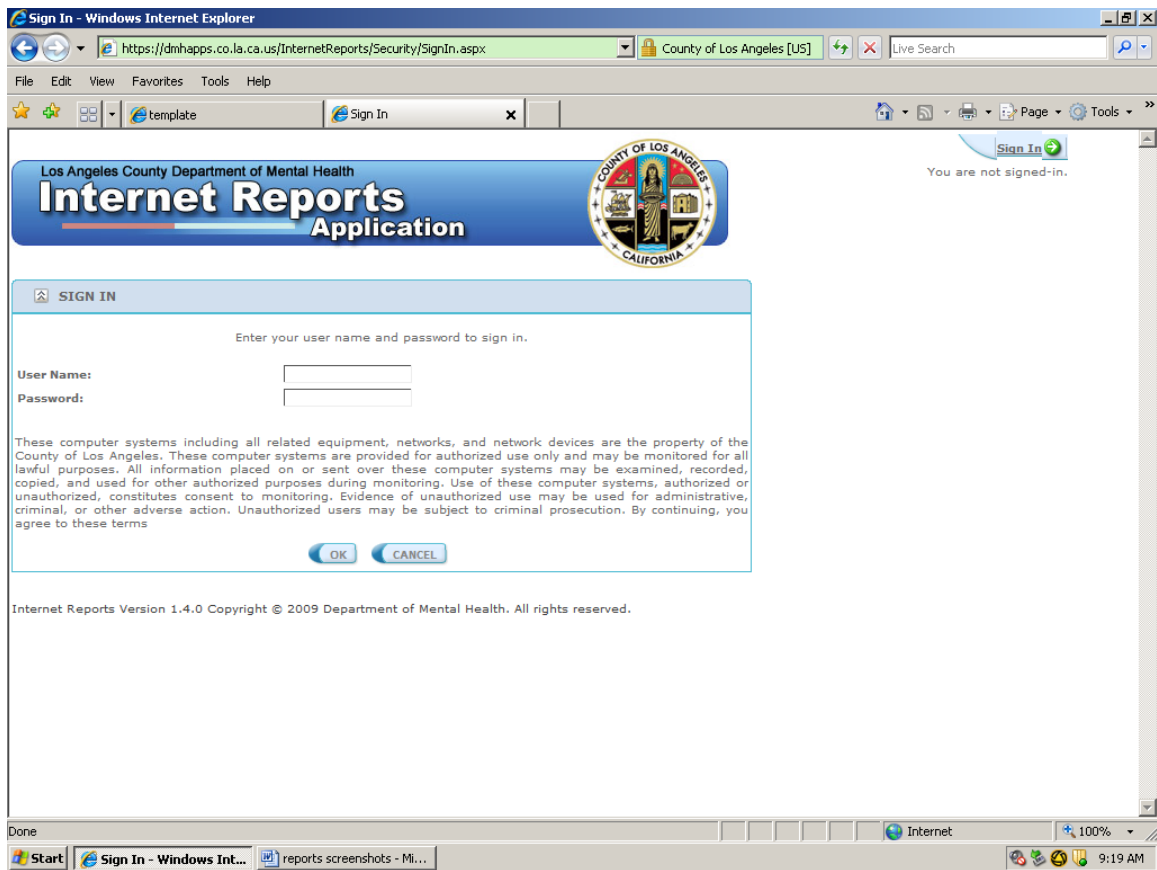 Sign In - Windows Internet Explorer
https://dmhapps.co.la.ca.us/InternetReports/Security/SignIn.aspx
County of Los Angeles [US]
Live Search
File Edit View Favorites Tools Help
template
Sign In
Page
Tools
»
Sign In
You are not signed-in.
Los Angeles County Department of Mental Health
Internet Reports
Application
COUNTY OF LOS ANGELES
CALIFORNIA
SIGN IN
Enter your user name and password to sign in.
User Name:
Password:
These computer systems including all related equipment, networks, and network devices are the property of the
County of Los Angeles. These computer systems are provided for authorized use only and may be monitored for all
lawful purposes. All information placed on or sent over these computer systems may be examined, recorded,
copied, and used for other authorized purposes during monitoring. Use of these computer systems, authorized or
unauthorized, constitutes consent to monitoring. Evidence of unauthorized use may be used for administrative,
criminal, or other adverse action. Unauthorized users may be subject to criminal prosecution. By continuing, you
agree to these terms
OK
CANCEL
Internet Reports Version 1.4.0 Copyright © 2009 Department of Mental Health. All rights reserved.
Done
Internet
100%
Start
Sign In - Windows Int...
reports screenshots - Mi...
9:19 AM